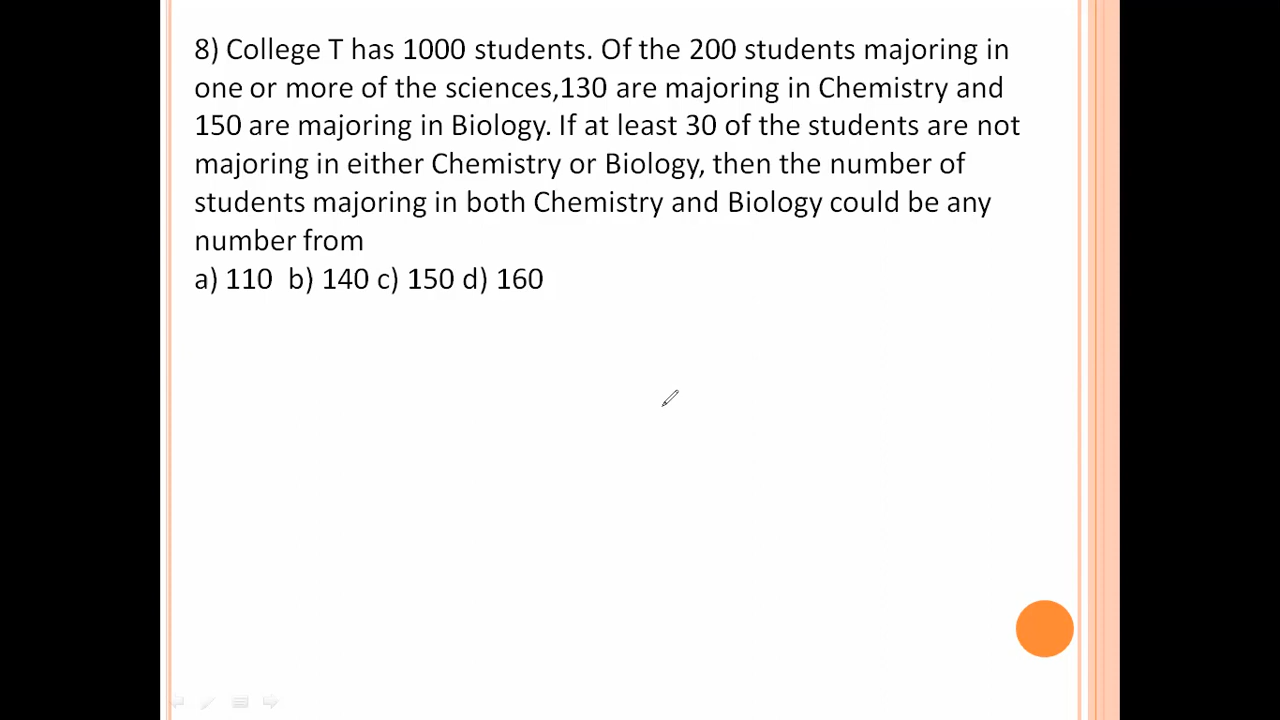 8) College T has 1000 students. Of the 200 students majoring in
one or more of the sciences,130 are majoring in Chemistry and
150 are majoring in Biology. If at least 30 of the students are not
majoring in either Chemistry or Biology, then the number of
students majoring in both Chemistry and Biology could be any
number from
a) 110  b) 140 c) 150 d) 160